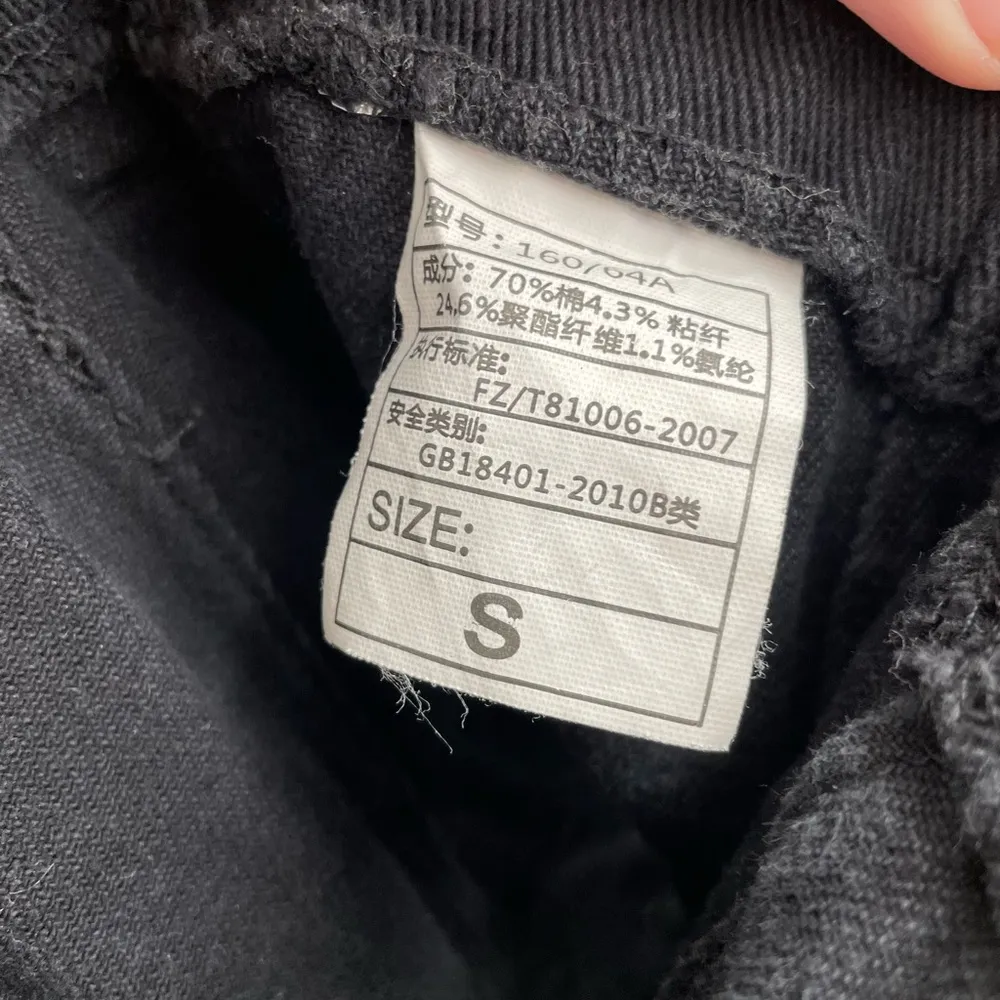 型号：160/64A
成分：70%棉4.3% 粘纤
24.6%聚酯纤维1.1%氨纶
执行标准：
FZ/T81006-2007
安全类别：
GB18401-2010B类
SIZE:
S